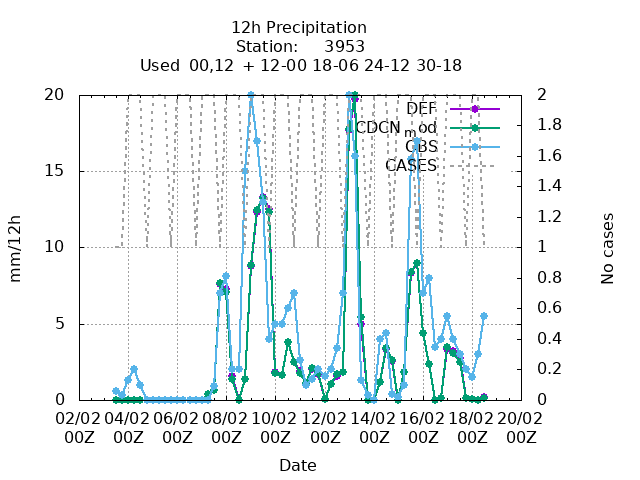 12h Precipitation
Station: 3953
Used 00,12 + 12-00 18-06 24-12 30-18
20 2
DEF
1.8
CDCN_mod
OBS
1.6
15
CASES
1.4
1.2
10 1
0.8
0.6
5
0.4
0.2
0 0
02/02 04/02 06/02 08/02 10/02 12/02 14/02 16/02 18/02 20/02
00Z 00Z 00Z 00Z 00Z 00Z 00Z 00Z 00Z 00Z
mm/12h
No cases
Date